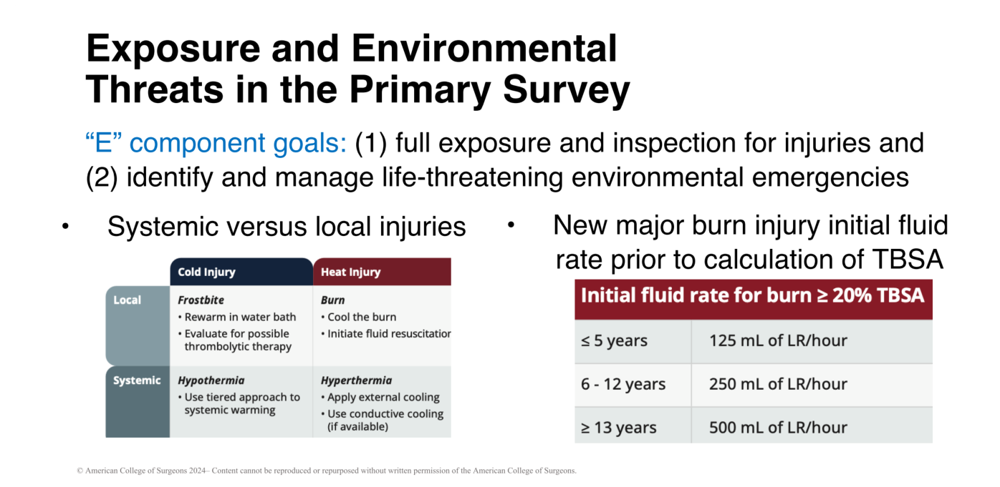 Exposure and Environmental
Threats in the Primary Survey
“E” component goals: (1) full exposure and inspection for injuries and
(2) identify and manage life-threatening environmental emergencies
• Systemic versus local injuries
Cold Injury Heat Injury
Local
Frostbite
• Rewarm in water bath
• Evaluate for possible
thrombolytic therapy
Burn
• Cool the burn
• Initiate fluid resuscitation
Systemic
Hypothermia
• Use tiered approach to
systemic warming
Hyperthermia
• Apply external cooling
• Use conductive cooling
(if available)
• New major burn injury initial fluid
rate prior to calculation of TBSA
Initial fluid rate for burn ≥ 20% TBSA
≤ 5 years 125 mL of LR/hour
6 - 12 years 250 mL of LR/hour
≥ 13 years 500 mL of LR/hour
© American College of Surgeons 2024– Content cannot be reproduced or repurposed without written permission of the American College of Surgeons.